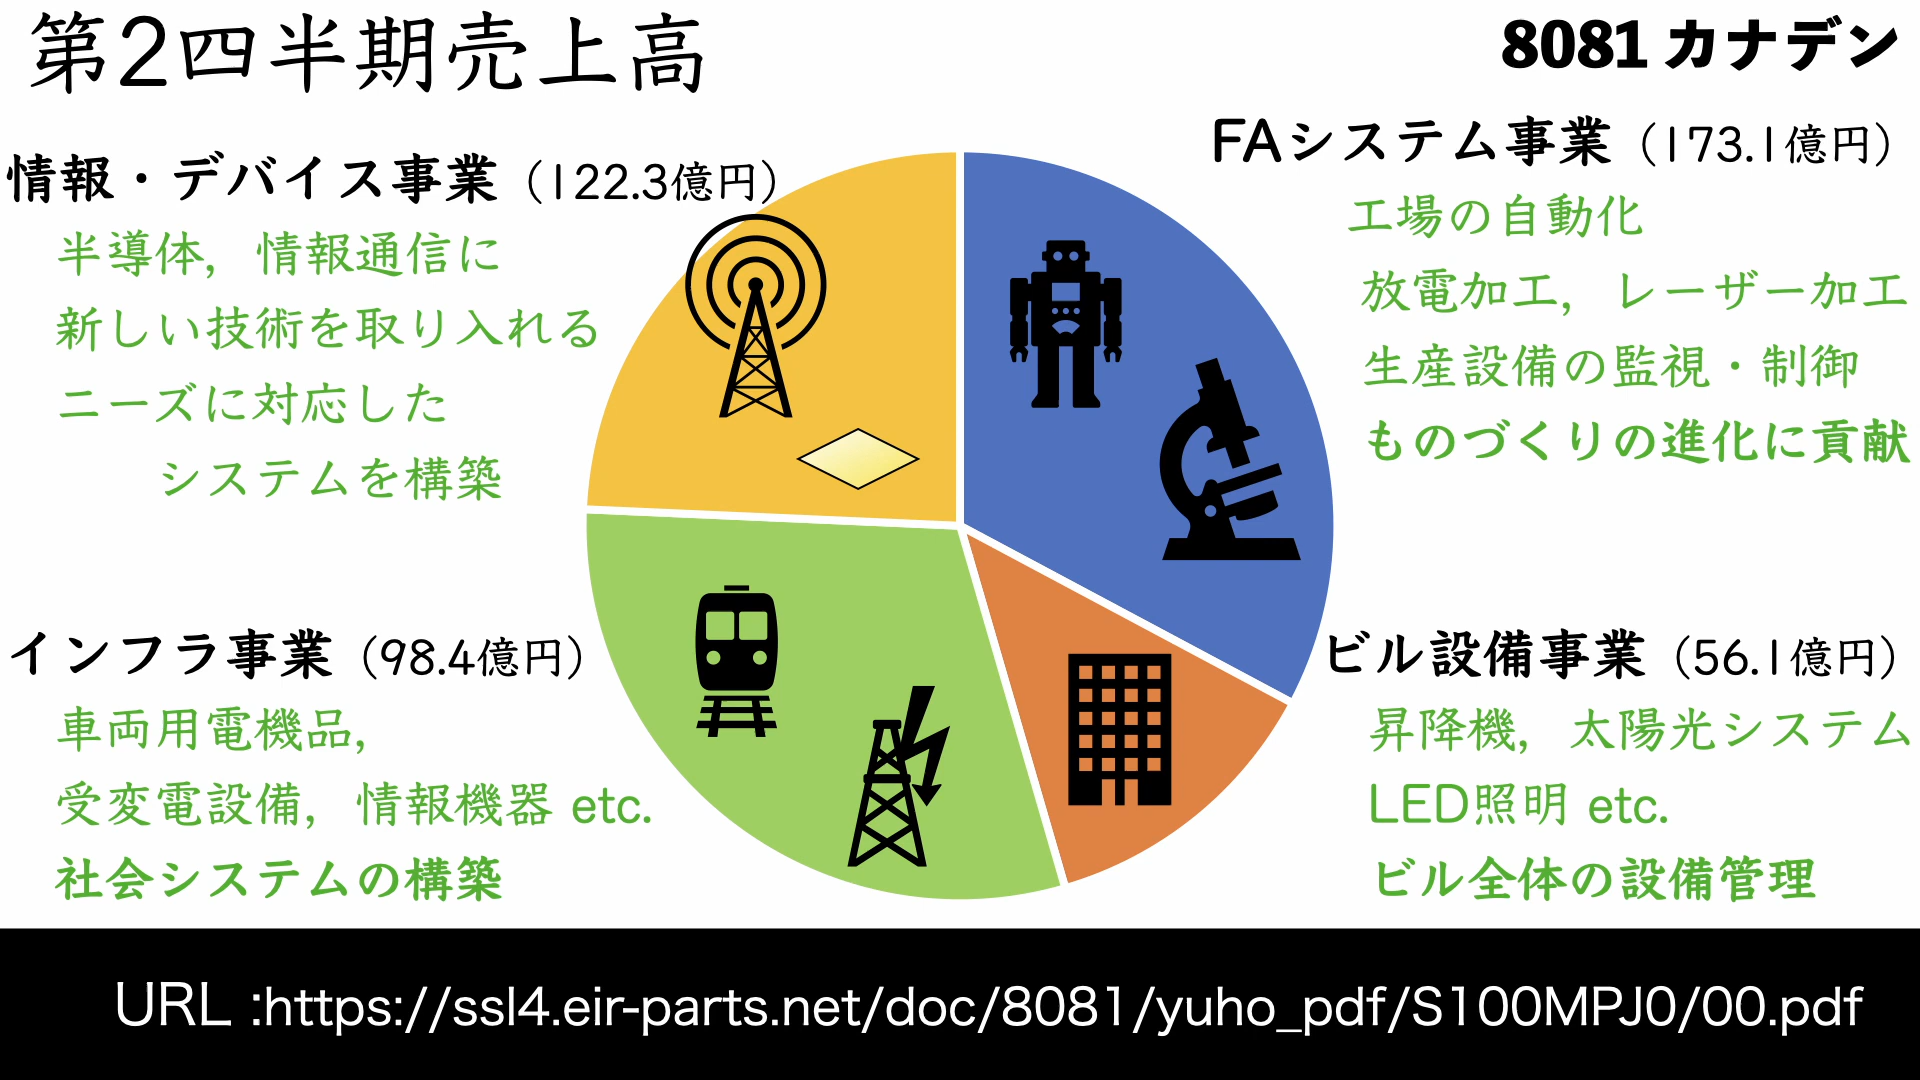 第2四半期売上高
8081 カナデン
情報・デバイス事業（122.3億円）
半導体，情報通信に
新しい技術を取り入れる
ニーズに対応した
システムを構築
FAシステム事業（173.1億円）
工場の自動化
放電加工，レーザー加工
生産設備の監視・制御
ものづくりの進化に貢献
インフラ事業（98.4億円）
車両用電機品，
受変電設備，情報機器 etc.
社会システムの構築
ビル設備事業（56.1億円）
昇降機，太陽光システム
LED照明 etc.
ビル全体の設備管理
URL :https://ssl4.eir-parts.net/doc/8081/yuho_pdf/S100MPJ0/00.pdf